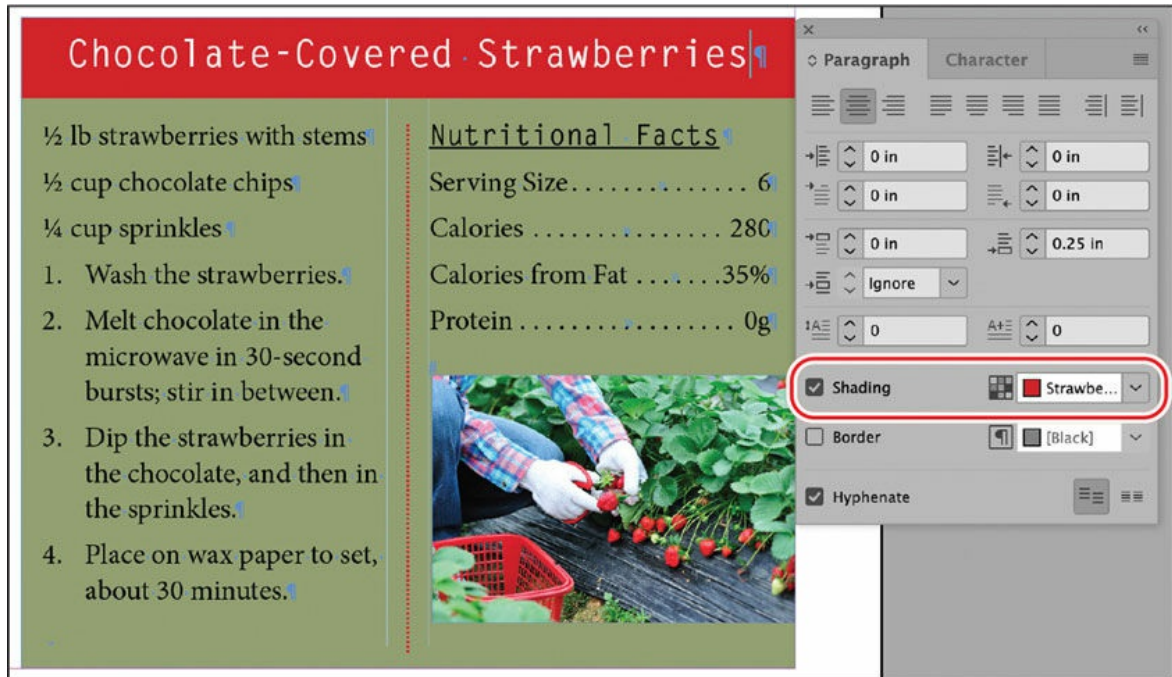 Chocolate-Covered Strawberries¶
½ lb strawberries with stems¶
½ cup chocolate chips¶
¼ cup sprinkles¶
1. Wash the strawberries.¶
2. Melt chocolate in the
microwave in 30-second
bursts; stir in between.¶
3. Dip the strawberries in
the chocolate, and then in
the sprinkles.¶
4. Place on wax paper to set,
about 30 minutes.¶
Nutritional Facts¶
Serving Size.............. 6¶
Calories ................ 280¶
Calories from Fat .......35%¶
Protein ................. 0g¶
¶
Paragraph Character
0 in 0 in
0 in 0 in
0 in 0.25 in
Ignore
0 0
Shading Strawbe...
Border ¶ [Black]
Hyphenate